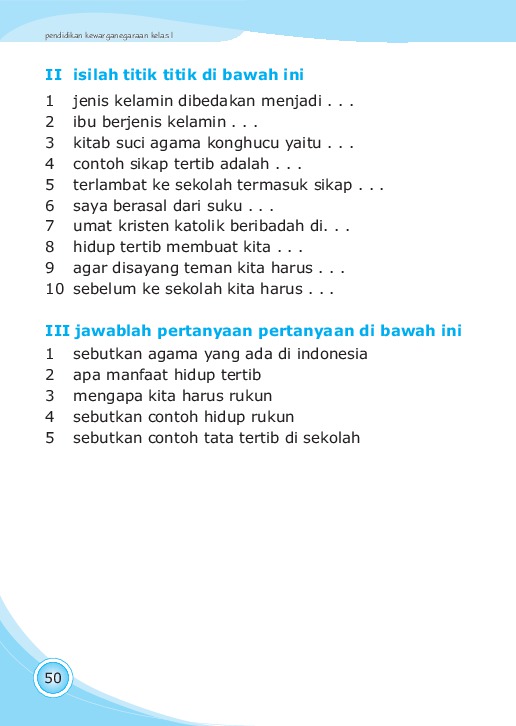 pendidikan kewarganegaraan kelas I
II isilah titik titik di bawah ini
1 jenis kelamin dibedakan menjadi . . .
2 ibu berjenis kelamin . . .
3 kitab suci agama konghucu yaitu . . .
4 contoh sikap tertib adalah . . .
5 terlambat ke sekolah termasuk sikap . . .
6 saya berasal dari suku . . .
7 umat kristen katolik beribadah di. . .
8 hidup tertib membuat kita . . .
9 agar disayang teman kita harus . . .
10 sebelum ke sekolah kita harus . . .
III jawablah pertanyaan pertanyaan di bawah ini
1 sebutkan agama yang ada di indonesia
2 apa manfaat hidup tertib
3 mengapa kita harus rukun
4 sebutkan contoh hidup rukun
5 sebutkan contoh tata tertib di sekolah
50